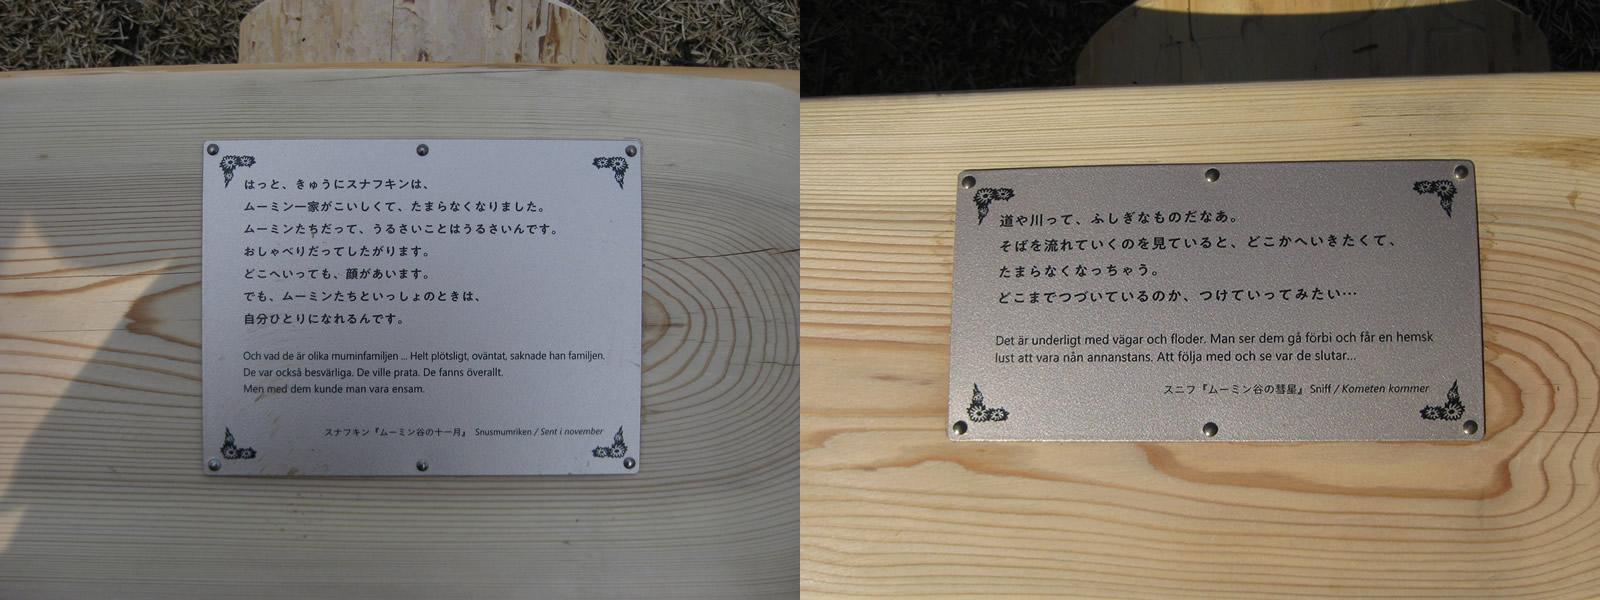 はっと、きゅうにスナフキンは、
ムーミン一家がこいしくて、たまらなくなりました。
ムーミンたちだって、うるさいことはうるさいんです。
おしゃべりだってしたがります。
どこへいっても、顔があいます。
でも、ムーミンたちといっしょのときは、
自分ひとりになれるんです。
Och vad de är olika muminfamiljen ... Helt plötsligt, oväntat, saknade han familjen.
De var också besvärliga. De ville prata. De fanns överallt.
Men med dem kunde man vara ensam.
スナフキン『ムーミン谷の十一月』 Snusmumriken / Sent i november
道や川って、ふしぎなものだなあ。
そばを流れていくのを見ていると、どこかへいきたくて、
たまらなくなっちゃう。
どこまでつづいているのか、つけていってみたい…
Det är underligt med vägar och floder. Man ser dem gå förbi och får en hemsk
lust att vara nån annanstans. Att följa med och se var de slutar...
スニフ『ムーミン谷の彗星』 Sniff / Kometen kommer